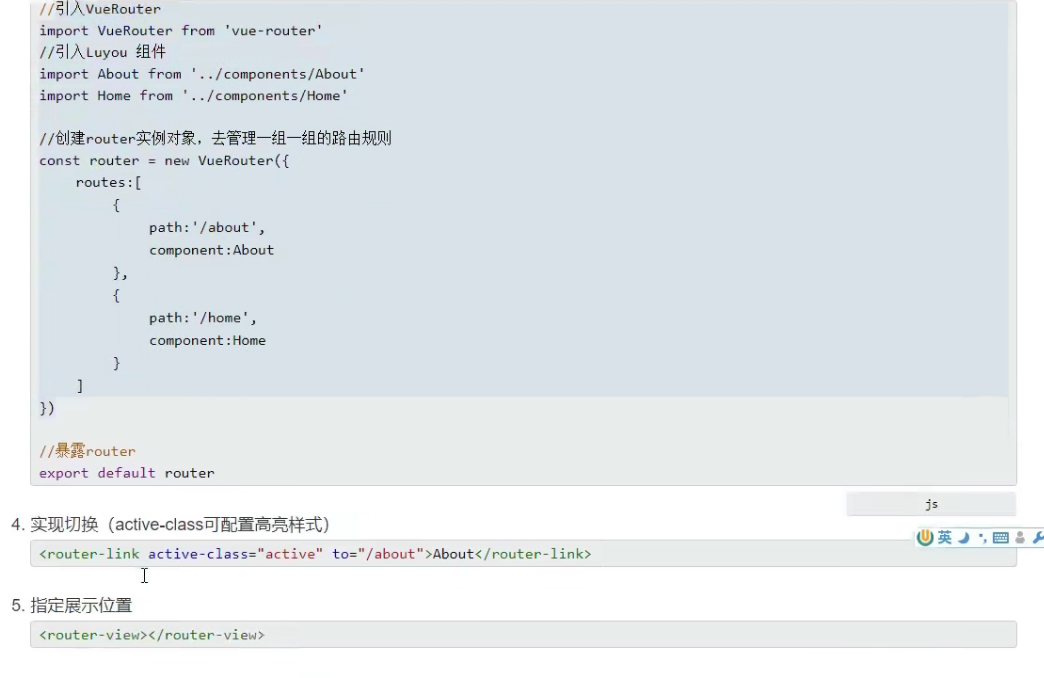 //引入VueRouter
import VueRouter from 'vue-router'
//引入Luyou 组件
import About from '../components/About'
import Home from '../components/Home'
//创建router实例对象，去管理一组一组的路由规则
const router = new VueRouter({
    routes:[
        {
            path:'/about',
            component:About
        },
        {
            path:'/home',
            component:Home
        }
    ]
})
//暴露router
export default router
js
4. 实现切换（active-class可配置高亮样式）
<router-link active-class="active" to="/about">About</router-link>
英
5. 指定展示位置
<router-view></router-view>